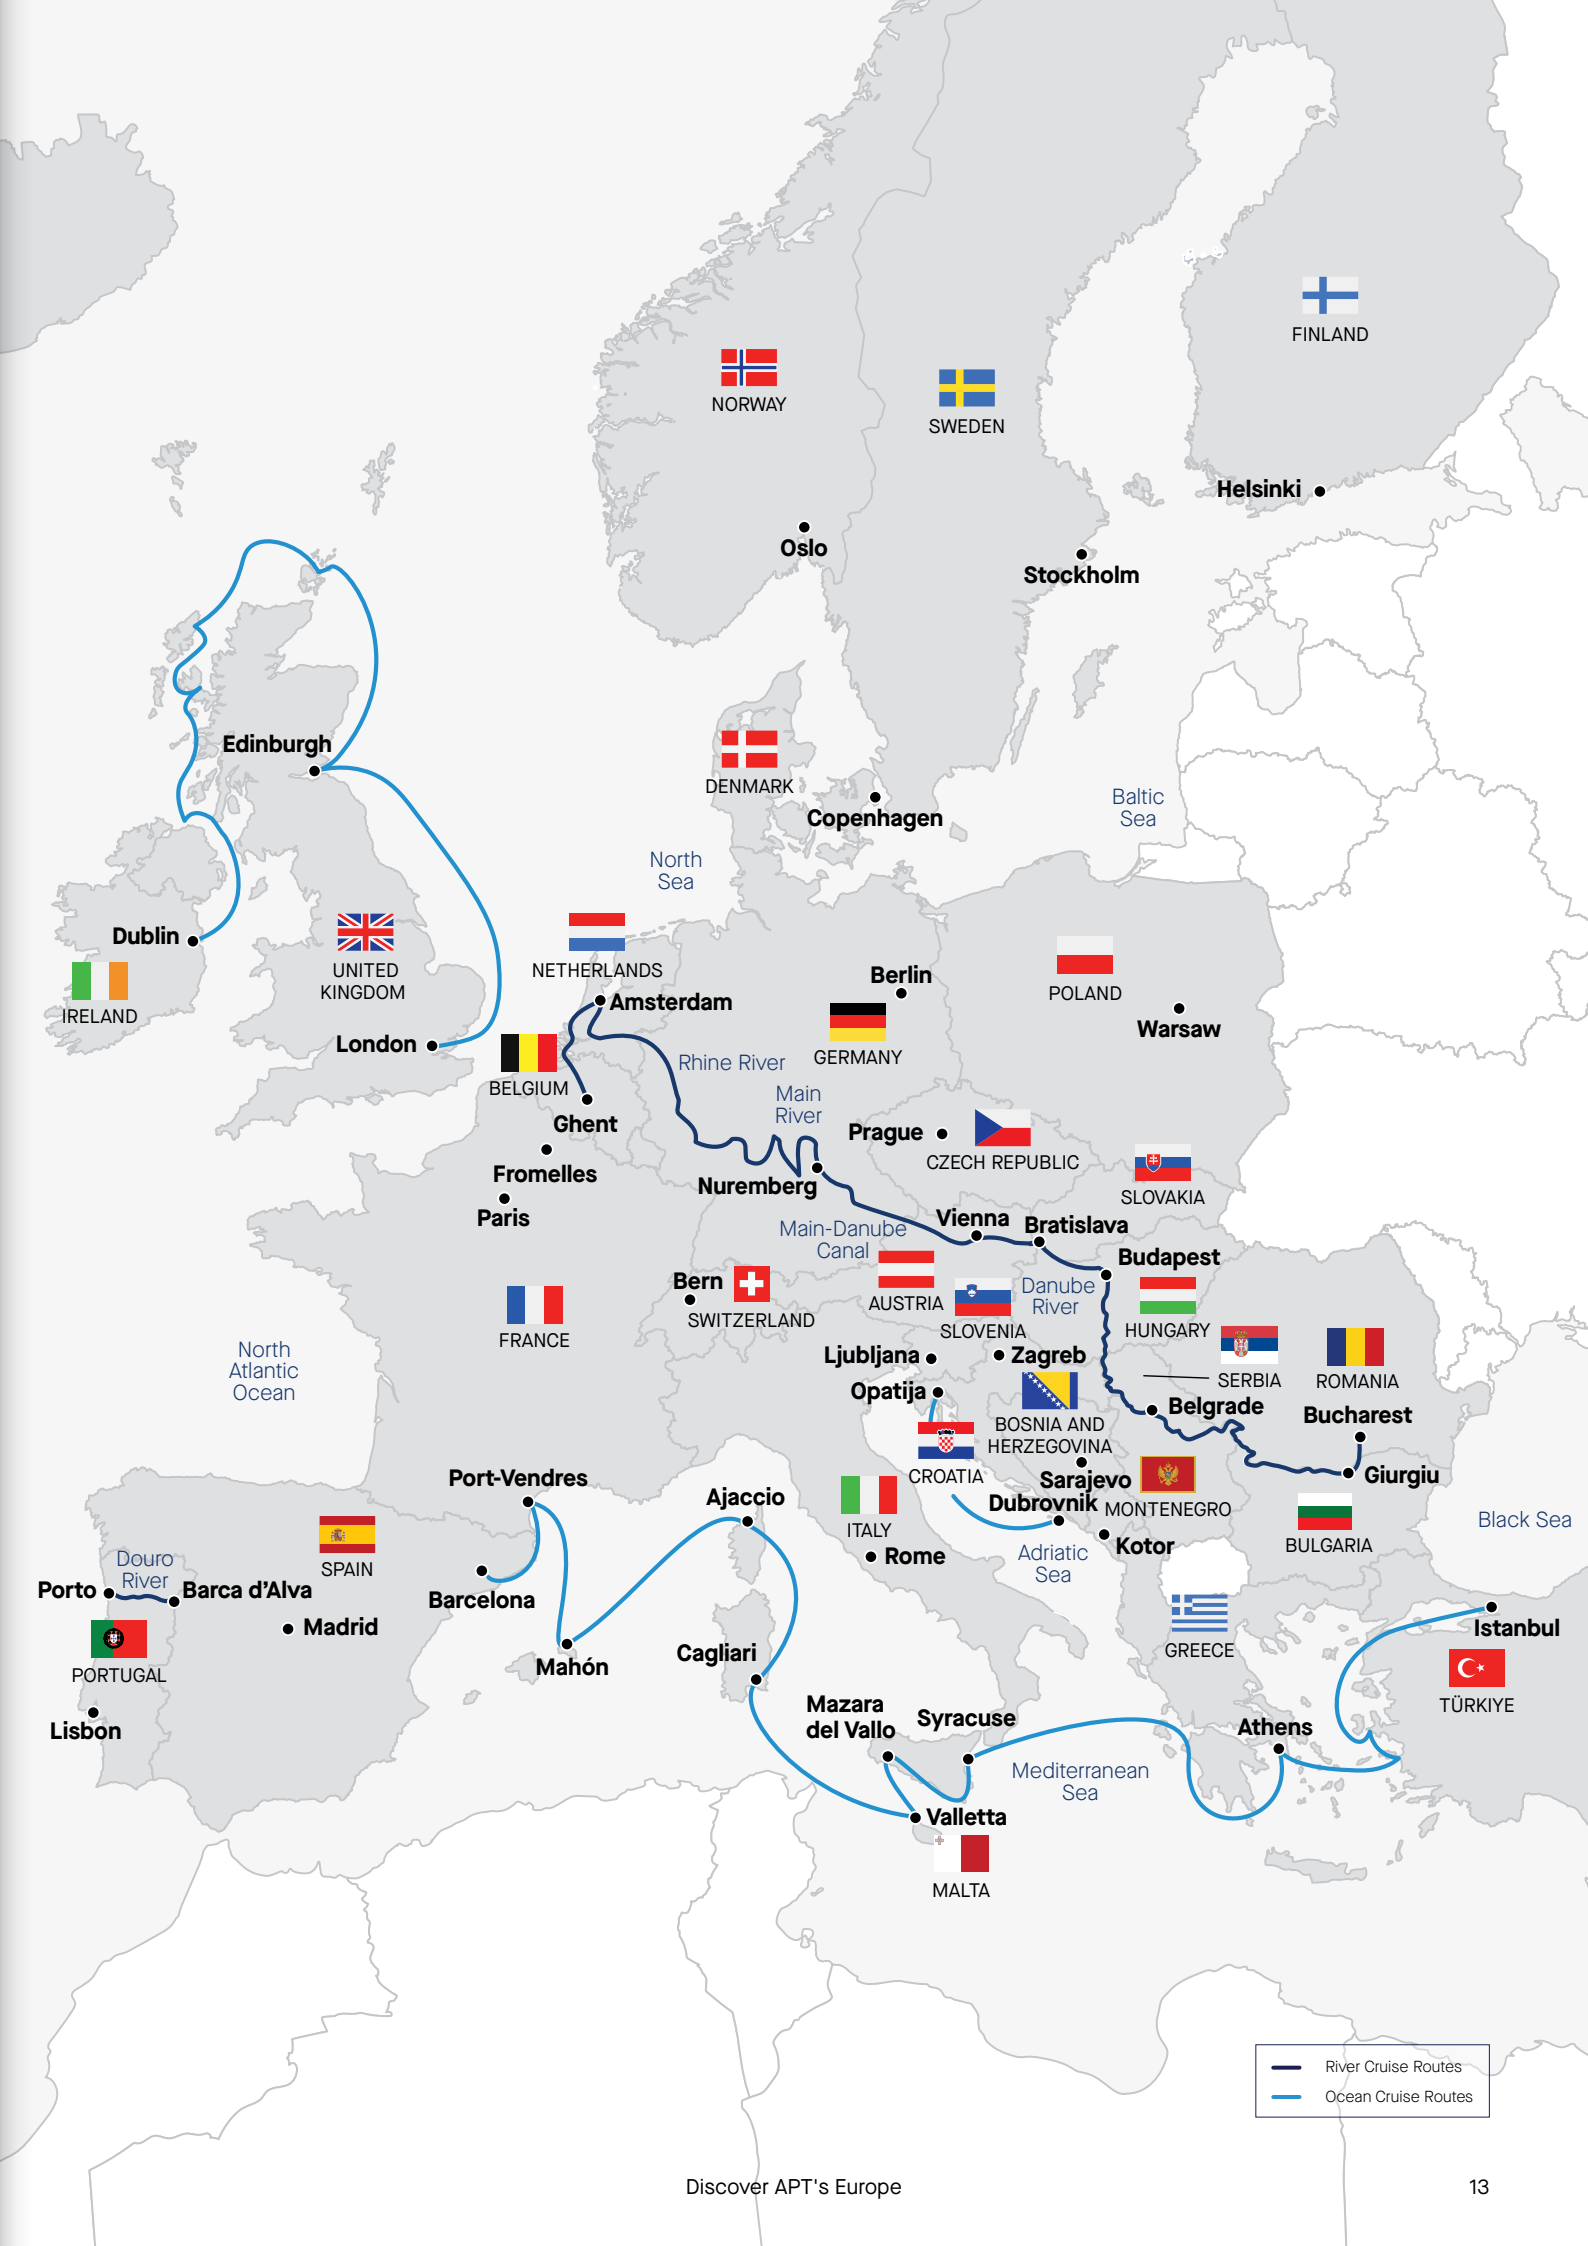 FINLAND
NORWAY
SWEDEN
Helsinki
Oslo
Stockholm
Edinburgh
DENMARK
Copenhagen
Baltic
Sea
North
Sea
Dublin
IRELAND
UNITED
KINGDOM
London
NETHERLANDS
Amsterdam
BELGIUM
Ghent
Berlin
GERMANY
POLAND
Warsaw
Rhine River
Main
River
Prague
CZECH REPUBLIC
SLOVAKIA
Fromelles
Paris
Nuremberg
Main-Danube
Canal
Vienna
Bratislava
Budapest
Bern
SWITZERLAND
AUSTRIA
SLOVENIA
Danube
River
HUNGARY
FRANCE
North
Atlantic
Ocean
Ljubljana
Zagreb
SERBIA
ROMANIA
Opatija
BOSNIA AND
HERZEGOVINA
Belgrade
Bucharest
CROATIA
Sarajevo
Giurgiu
Port-Vendres
Ajaccio
ITALY
Dubrovnik
MONTENEGRO
Black Sea
BULGARIA
Kotor
Rome
Adriatic
Sea
Douro
River
SPAIN
Porto
Barca d'Alva
Barcelona
Madrid
PORTUGAL
Lisbon
Mahón
Cagliari
GREECE
Istanbul
TÜRKIYE
Mazara
del Vallo
Syracuse
Athens
Mediterranean
Sea
Valletta
MALTA
River Cruise Routes
Ocean Cruise Routes
Discover APT's Europe
13